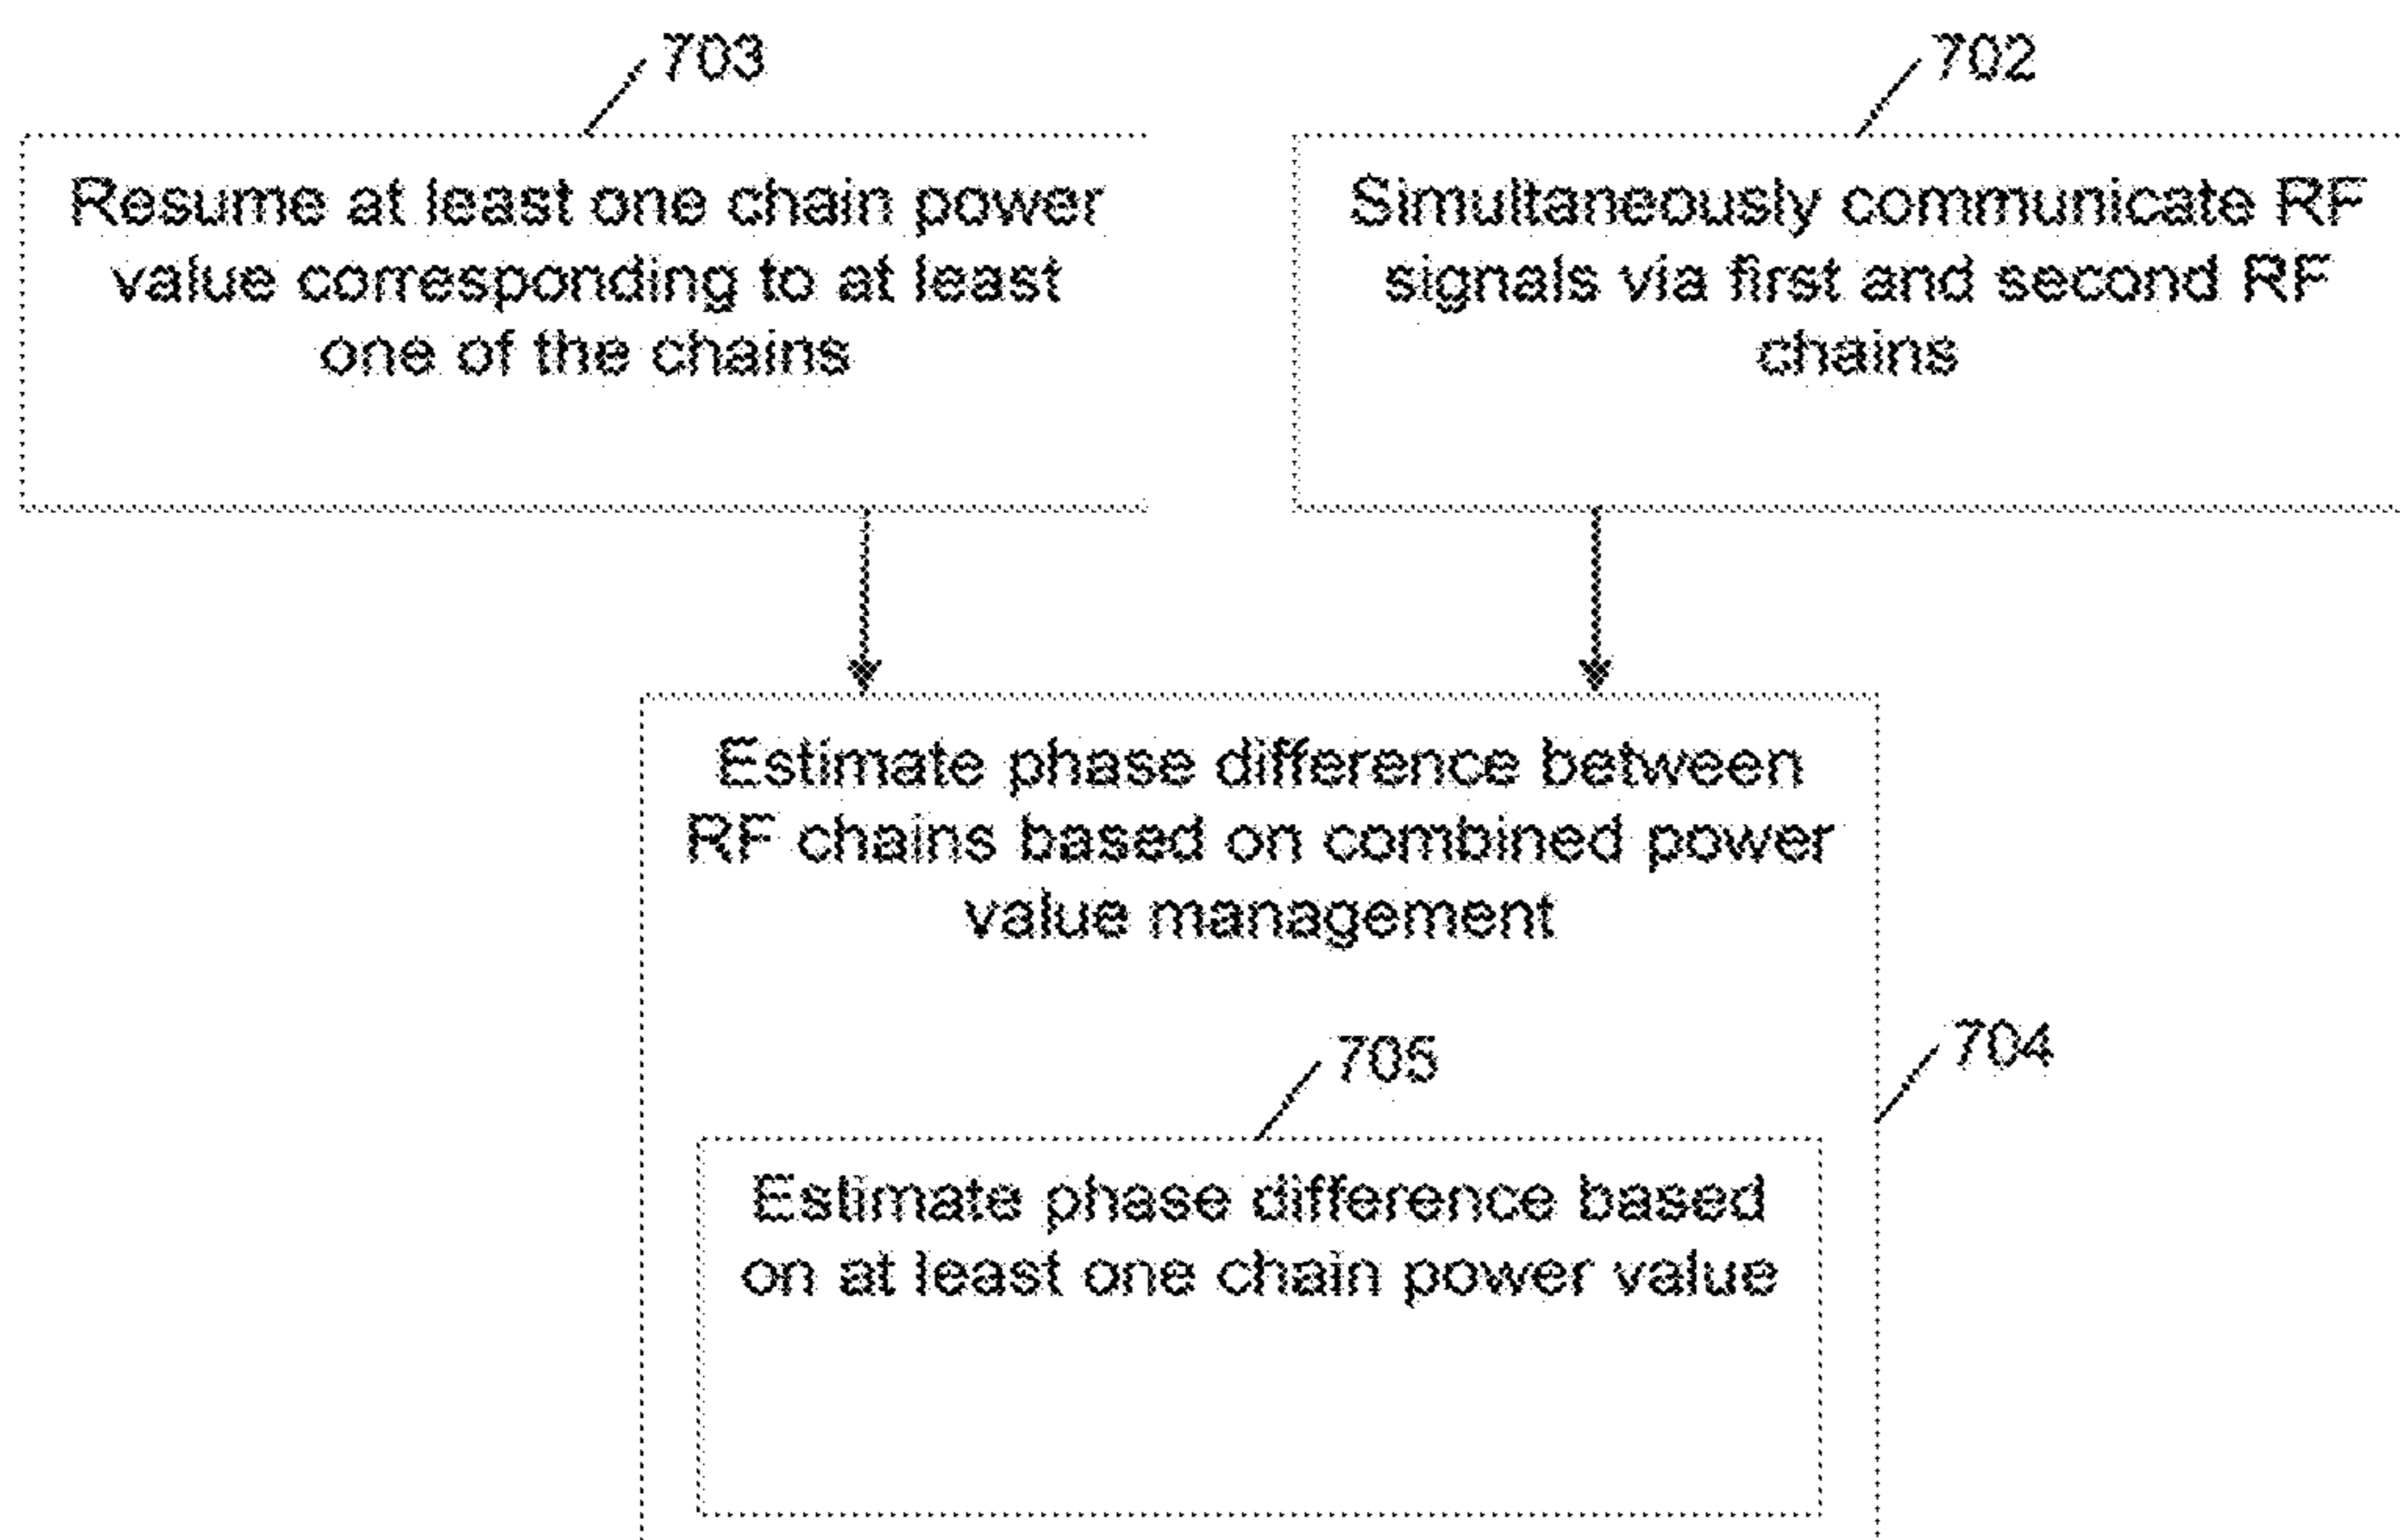 703
Resume at least one chain power
value corresponding to at least
one of the chains
702
Simultaneously communicate RF
signals via first and second RF
chains
Estimate phase difference between
RF chains based on combined power
value management
704
705
Estimate phase difference based
on at least one chain power value